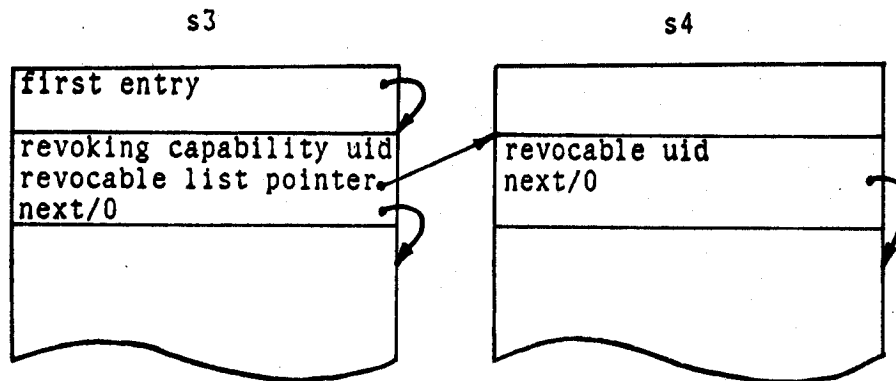 s3
s4
first entry
revoking capability uid
revocable list pointer
next/0
revocable uid
next/0